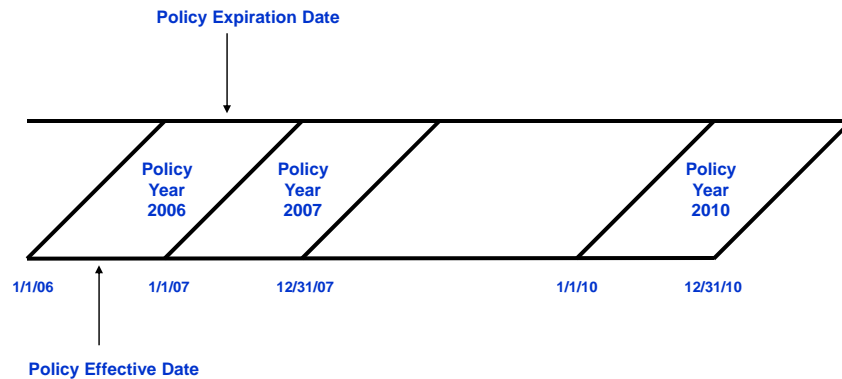 Policy Expiration Date
Policy
Year
2006
Policy
Year
2007
Policy
Year
2010
1/1/06
1/1/07
12/31/07
1/1/10
12/31/10
Policy Effective Date